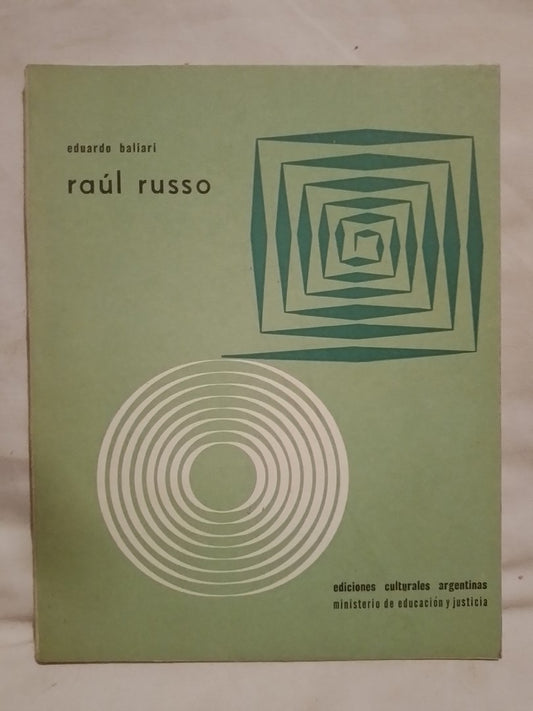 eduardo baliari
raúl russo
ediciones culturales argentinas
ministerio de educación y justicia